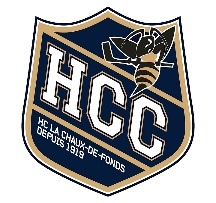 HCC
HC LA CHAUX-DE-FONDS
DEPUIS 1919